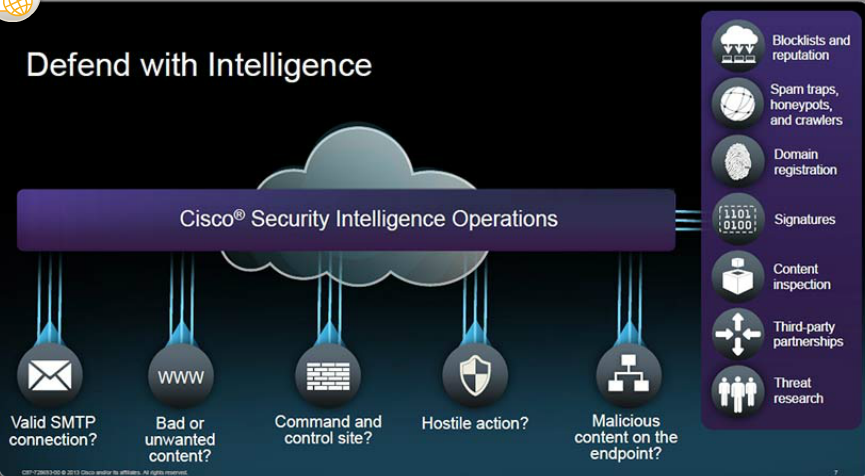 Defend with Intelligence
Cisco® Security Intelligence Operations
Valid SMTP
connection?
www
Bad or
unwanted
content?
Command and
control site?
Hostile action?
Malicious
content on the
endpoint?
Blocklists and
reputation
Spam traps,
honeypots,
and crawlers
Domain
registration
1101
0100
Signatures
Content
inspection
Third-party
partnerships
Threat
research
© 2013 Cisco and/or its affiliates. All rights reserved.
7